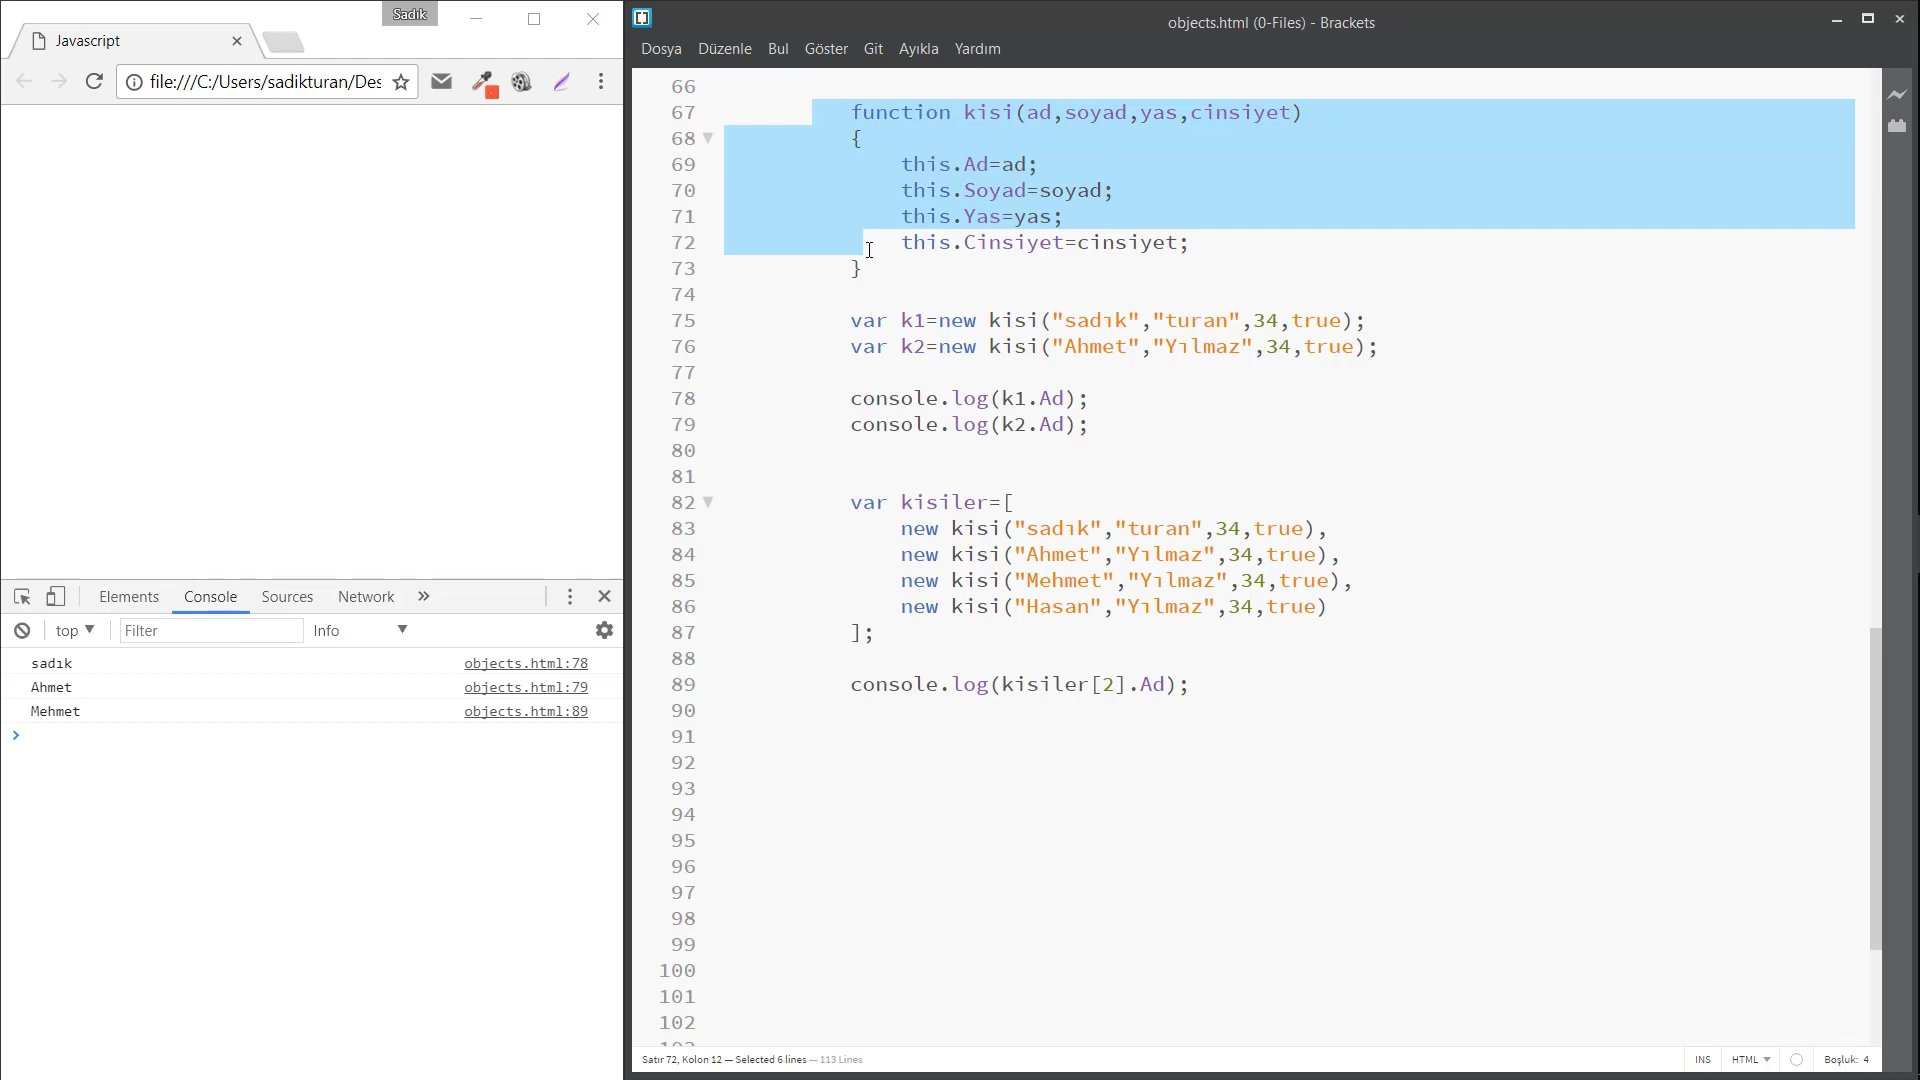 Sadık
Javascript
file:///C:/Users/sadikturan/Des
Elements
Console
Sources
Network
top
Filter
Info
sadık
objects.html:78
Ahmet
objects.html:79
Mehmet
objects.html:89
objects.html (0-Files) - Brackets
Dosya Düzenle Bul Göster Git Ayıkla Yardım
66
67 function kisi(ad,soyad,yas,cinsiyet)
68 {
69 this.Ad=ad;
70 this.Soyad=soyad;
71 this.Yas=yas;
72 this.Cinsiyet=cinsiyet;
73 }
74
75 var k1=new kisi("sadık","turan",34,true);
76 var k2=new kisi("Ahmet","Yılmaz",34,true);
77
78 console.log(k1.Ad);
79 console.log(k2.Ad);
80
81
82 var kisiler=[
83 new kisi("sadık","turan",34,true),
84 new kisi("Ahmet","Yılmaz",34,true),
85 new kisi("Mehmet","Yılmaz",34,true),
86 new kisi("Hasan","Yılmaz",34,true)
87 ];
88
89 console.log(kisiler[2].Ad);
90
91
92
93
94
95
96
97
98
99
100
101
102
Satır 72, Kolon 12 — Selected 6 lines — 113 Lines
INS
HTML
Boşluk: 4